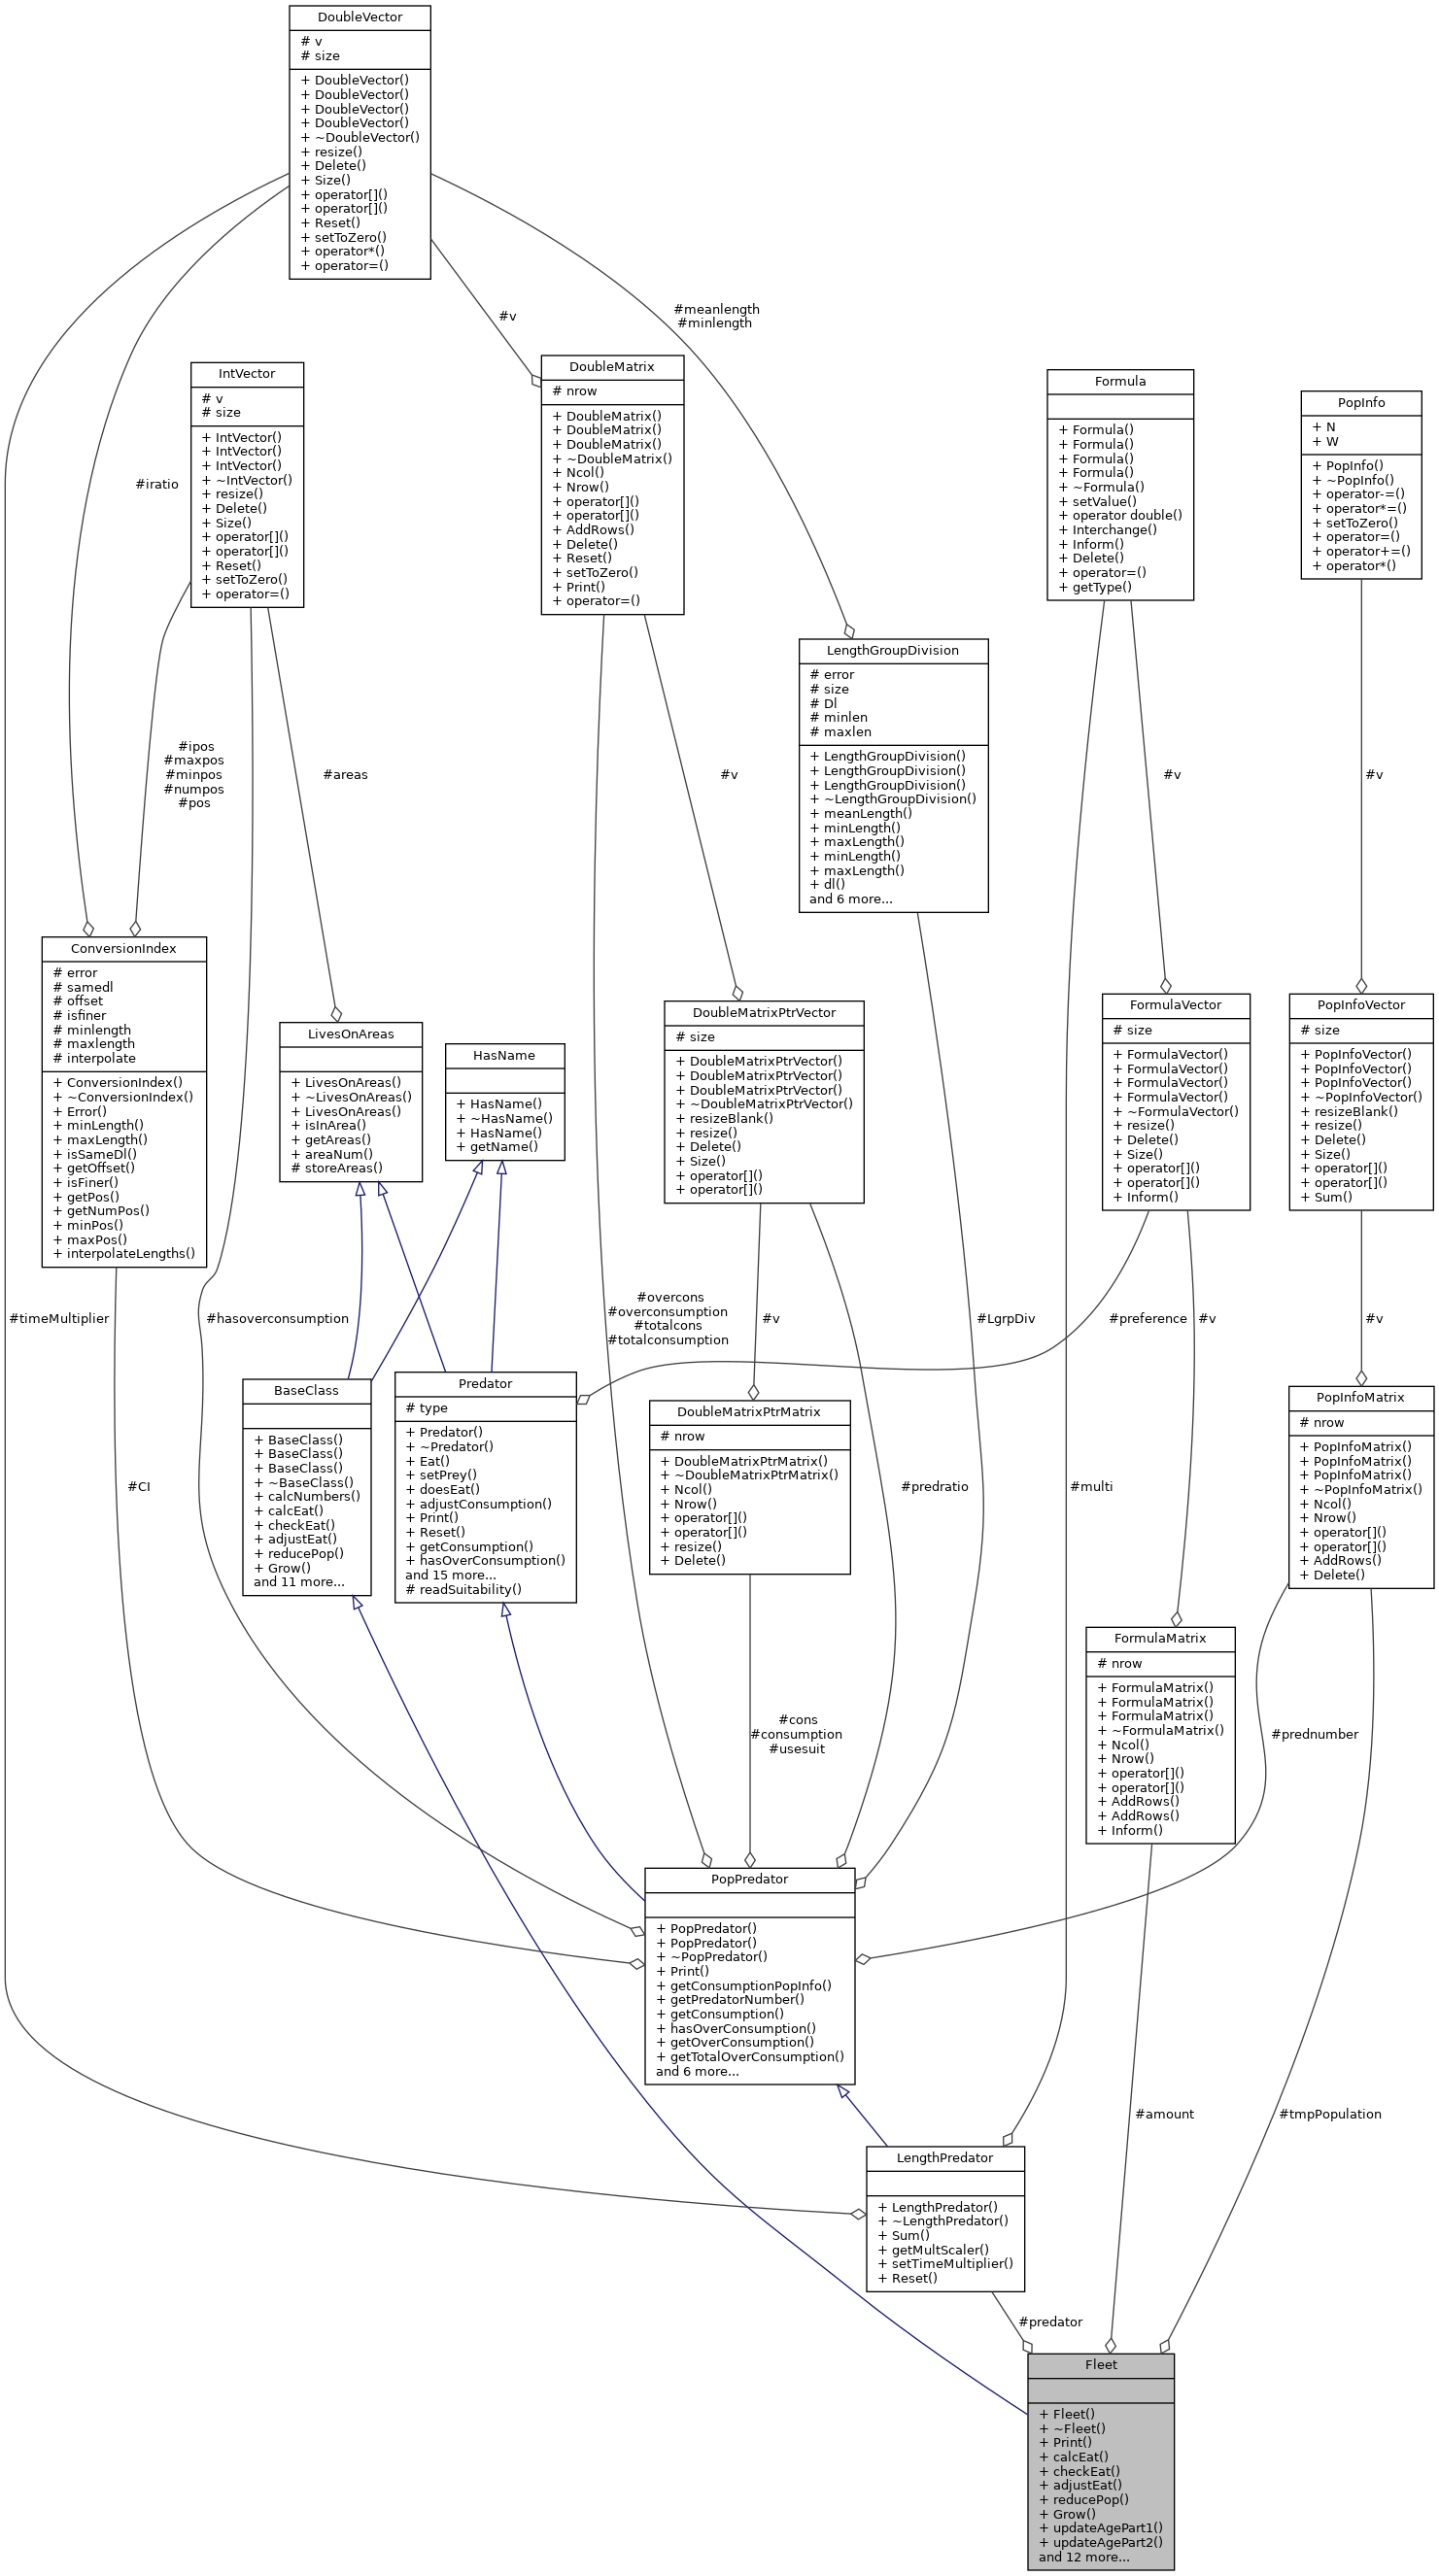 DoubleVector
# v
# size
+ DoubleVector()
+ DoubleVector()
+ DoubleVector()
+ DoubleVector()
+ ~DoubleVector()
+ resize()
+ Delete()
+ Size()
+ operator[]()
+ operator[]()
+ Reset()
+ setToZero()
+ operator*()
+ operator=()
#meanlength
#minlength
#v
IntVector
# v
# size
+ IntVector()
+ IntVector()
+ IntVector()
+ ~IntVector()
+ resize()
+ Delete()
+ Size()
+ operator[]()
+ operator[]()
+ Reset()
+ setToZero()
+ operator=()
#iratio
DoubleMatrix
# nrow
+ DoubleMatrix()
+ DoubleMatrix()
+ DoubleMatrix()
+ ~DoubleMatrix()
+ Ncol()
+ Nrow()
+ operator[]()
+ operator[]()
+ AddRows()
+ Delete()
+ Reset()
+ setToZero()
+ Print()
+ operator=()
Formula
+ Formula()
+ Formula()
+ Formula()
+ Formula()
+ ~Formula()
+ setValue()
+ operator double()
+ Interchange()
+ Inform()
+ Delete()
+ operator=()
+ getType()
PopInfo
+ N
+ W
+ PopInfo()
+ ~PopInfo()
+ operator-=()
+ operator*=()
+ setToZero()
+ operator=()
+ operator+=()
+ operator*()
LengthGroupDivision
# error
# size
# Dl
# minlen
# maxlen
+ LengthGroupDivision()
+ LengthGroupDivision()
+ LengthGroupDivision()
+ ~LengthGroupDivision()
+ meanLength()
+ minLength()
+ maxLength()
+ minLength()
+ maxLength()
+ dl()
and 6 more...
#ipos
#maxpos
#minpos
#numpos
#pos
#areas
#v
#v
#v
ConversionIndex
# error
# samedl
# offset
# isfiner
# minlength
# maxlength
# interpolate
+ ConversionIndex()
+ ~ConversionIndex()
+ Error()
+ minLength()
+ maxLength()
+ isSameDl()
+ getOffset()
+ isFiner()
+ getPos()
+ getNumPos()
+ minPos()
+ maxPos()
+ interpolateLengths()
LivesOnAreas
+ LivesOnAreas()
+ ~LivesOnAreas()
+ LivesOnAreas()
+ isInArea()
+ getAreas()
+ areaNum()
# storeAreas()
HasName
+ HasName()
+ ~HasName()
+ HasName()
+ getName()
DoubleMatrixPtrVector
# size
+ DoubleMatrixPtrVector()
+ DoubleMatrixPtrVector()
+ DoubleMatrixPtrVector()
+ ~DoubleMatrixPtrVector()
+ resizeBlank()
+ resize()
+ Delete()
+ Size()
+ operator[]()
+ operator[]()
FormulaVector
# size
+ FormulaVector()
+ FormulaVector()
+ FormulaVector()
+ FormulaVector()
+ ~FormulaVector()
+ resize()
+ Delete()
+ Size()
+ operator[]()
+ operator[]()
+ Inform()
PopInfoVector
# size
+ PopInfoVector()
+ PopInfoVector()
+ PopInfoVector()
+ ~PopInfoVector()
+ resizeBlank()
+ resize()
+ Delete()
+ Size()
+ operator[]()
+ operator[]()
+ Sum()
#timeMultiplier
#hasoverconsumption
#overcons
#overconsumption
#totalcons
#totalconsumption
#v
#LgrpDiv
#preference
#v
#v
BaseClass
+ BaseClass()
+ BaseClass()
+ BaseClass()
+ ~BaseClass()
+ calcNumbers()
+ calcEat()
+ checkEat()
+ adjustEat()
+ reducePop()
+ Grow()
and 11 more...
Predator
# type
+ Predator()
+ ~Predator()
+ Eat()
+ setPrey()
+ doesEat()
+ adjustConsumption()
+ Print()
+ Reset()
+ getConsumption()
+ hasOverConsumption()
and 15 more...
# readSuitability()
DoubleMatrixPtrMatrix
# nrow
+ DoubleMatrixPtrMatrix()
+ ~DoubleMatrixPtrMatrix()
+ Ncol()
+ Nrow()
+ operator[]()
+ operator[]()
+ resize()
+ Delete()
PopInfoMatrix
# nrow
+ PopInfoMatrix()
+ PopInfoMatrix()
+ PopInfoMatrix()
+ ~PopInfoMatrix()
+ Ncol()
+ Nrow()
+ operator[]()
+ operator[]()
+ AddRows()
+ Delete()
#CI
#predratio
#multi
FormulaMatrix
# nrow
+ FormulaMatrix()
+ FormulaMatrix()
+ FormulaMatrix()
+ ~FormulaMatrix()
+ Ncol()
+ Nrow()
+ operator[]()
+ operator[]()
+ AddRows()
+ AddRows()
+ Inform()
#cons
#consumption
#usesuit
#prednumber
PopPredator
+ PopPredator()
+ PopPredator()
+ ~PopPredator()
+ Print()
+ getConsumptionPopInfo()
+ getPredatorNumber()
+ getConsumption()
+ hasOverConsumption()
+ getOverConsumption()
+ getTotalOverConsumption()
and 6 more...
#amount
#tmpPopulation
LengthPredator
+ LengthPredator()
+ ~LengthPredator()
+ Sum()
+ getMultScaler()
+ setTimeMultiplier()
+ Reset()
#predator
Fleet
+ Fleet()
+ ~Fleet()
+ Print()
+ calcEat()
+ checkEat()
+ adjustEat()
+ reducePop()
+ Grow()
+ updateAgePart1()
+ updateAgePart2()
and 12 more...